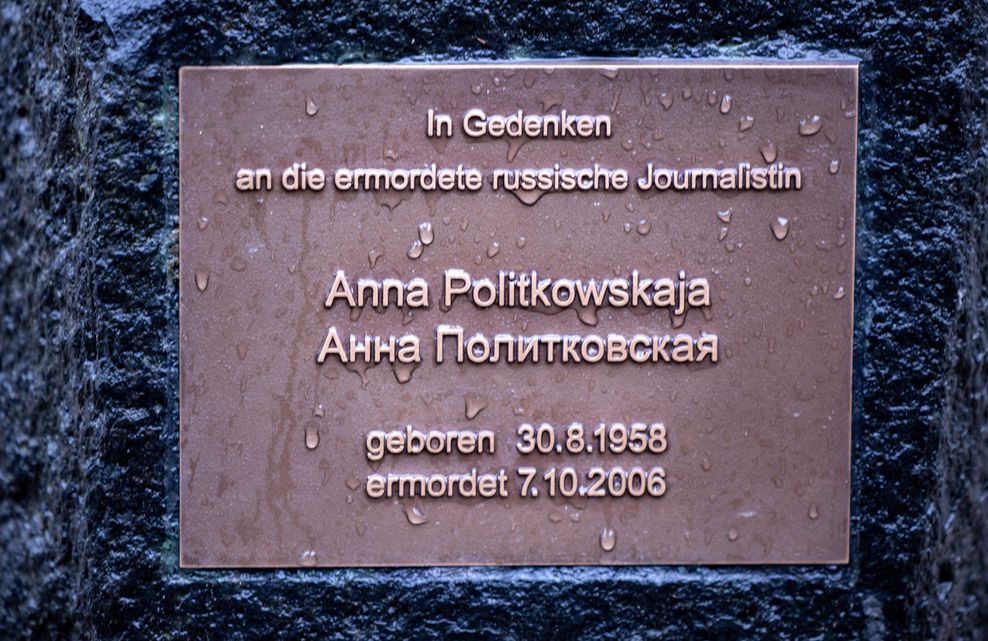 In Gedenken
an die ermordete russische Journalistin
Anna Politkowskaja
Анна Политковская
geboren 30.8.1958
ermordet 7.10.2006